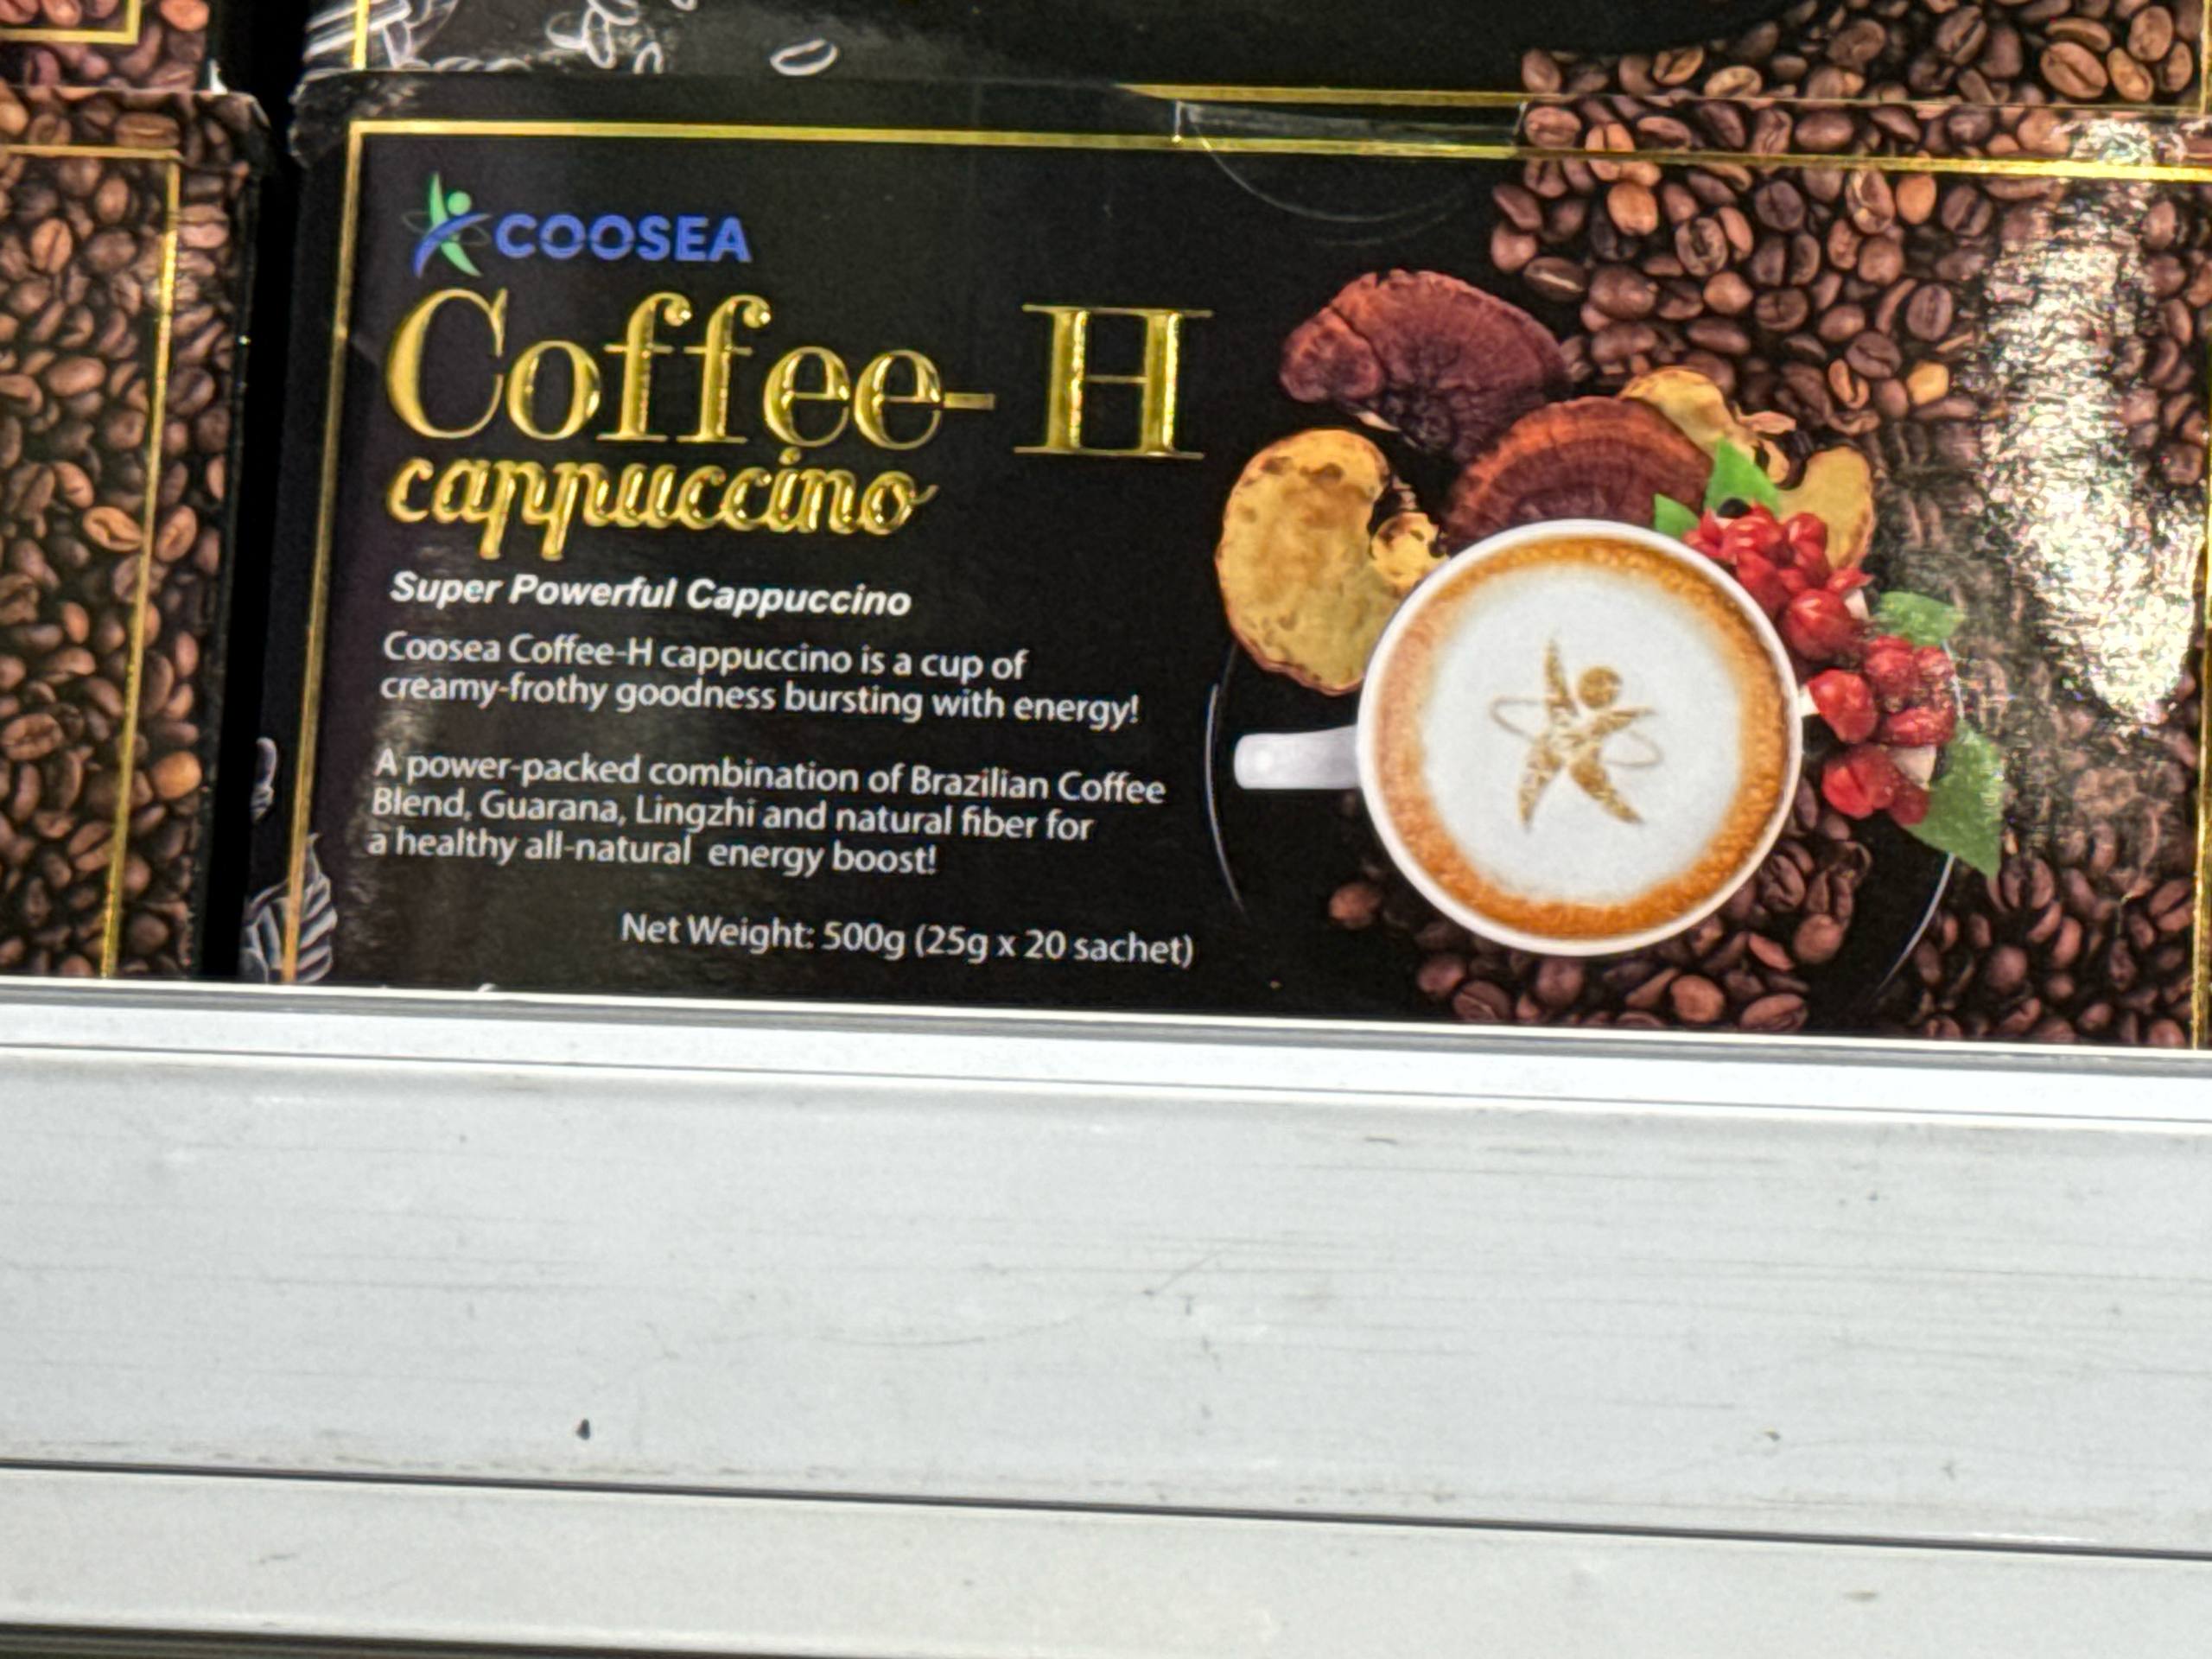 COOSEA
Coffee-H
cappuccino
Super Powerful Cappuccino
Coosea Coffee-H cappuccino is a cup of
creamy-frothy goodness bursting with energy!
A power-packed combination of Brazilian Coffee
Blend, Guarana, Lingzhi and natural fiber for
a healthy all-natural energy boost!
Net Weight: 500g (25g x 20 sachet)